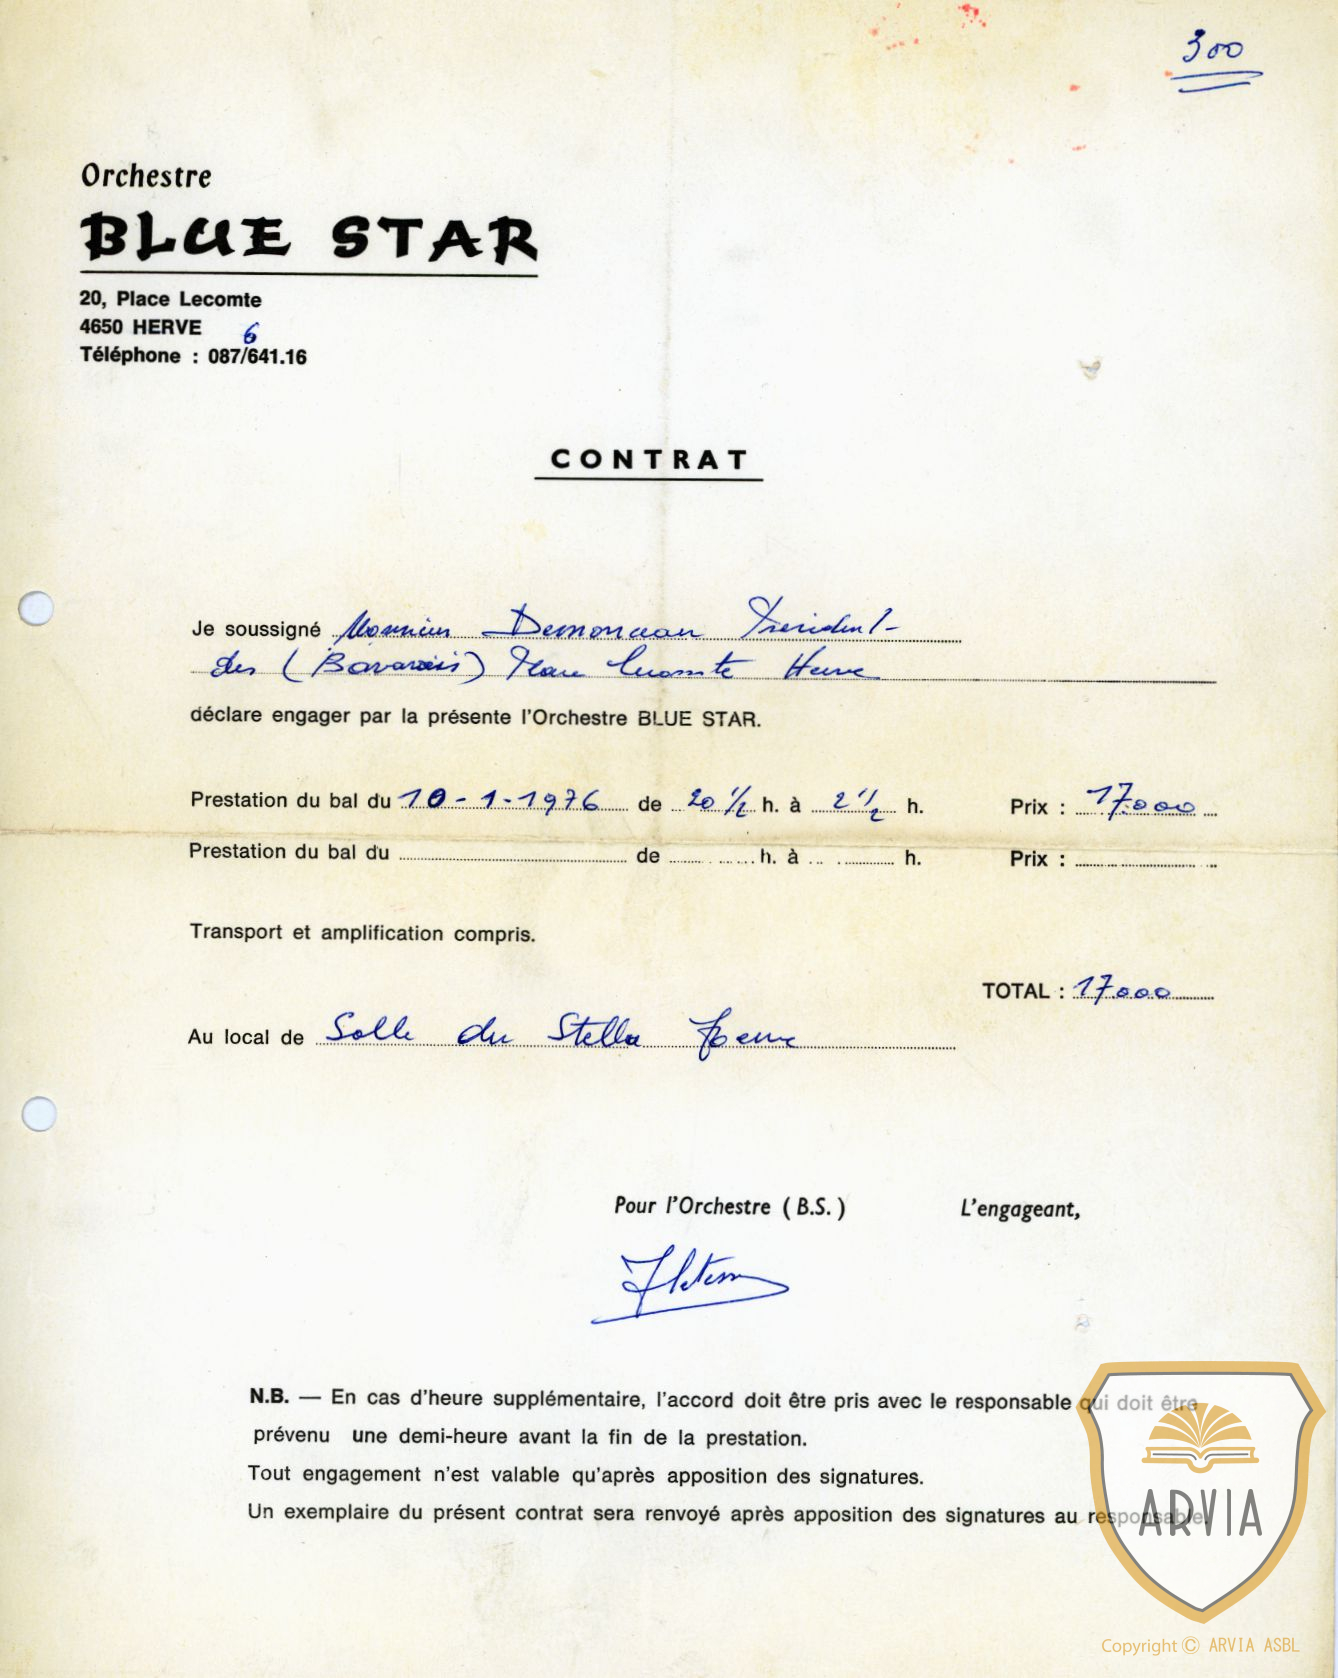 300
Orchestre
BLUE STAR
20, Place Lecomte
4650 HERVE
6
Téléphone : 087/641.16
CONTRAT
Je soussigné Monsieur Demonceau President
des (Bavarois) Place Lecomte Herve
déclare engager par la présente l'Orchestre BLUE STAR.
Prestation du bal du 10-1-1976 de 20 1/2 h. à 2 1/2 h. Prix : 17.000
Prestation du bal du de h. à h. Prix :
Transport et amplification compris.
TOTAL : 17000
Au local de Salle du Stella Herve
Pour l'Orchestre ( B.S. ) L'engageant,
N.B. — En cas d'heure supplémentaire, l'accord doit être pris avec le responsable qui doit être
prévenu une demi-heure avant la fin de la prestation.
Tout engagement n'est valable qu'après apposition des signatures.
Un exemplaire du présent contrat sera renvoyé après apposition des signatures au responsable.
ARVIA
Copyright © ARVIA ASBL